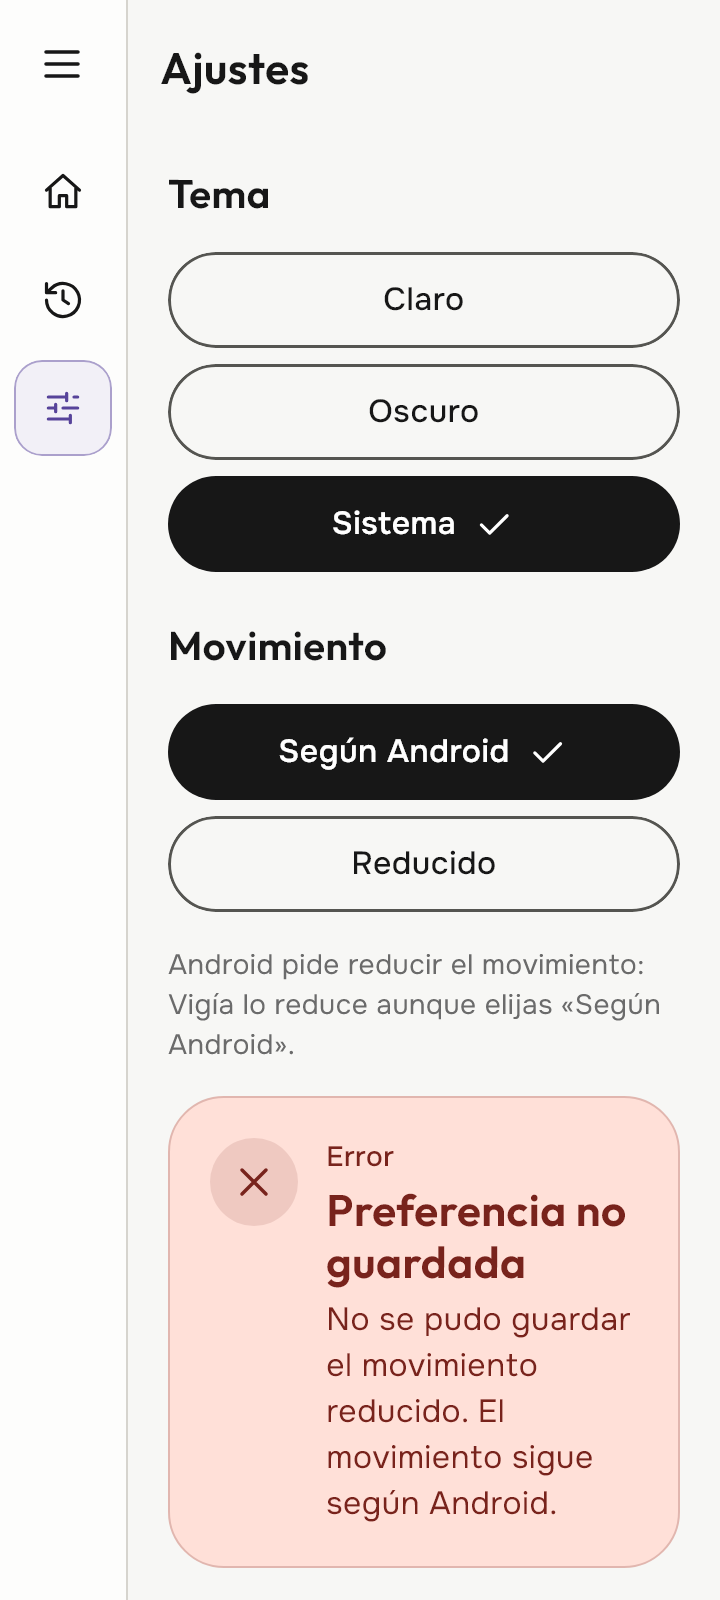 Ajustes
Tema
Claro
Oscuro
Sistema
Movimiento
Según Android
Reducido
Android pide reducir el movimiento:
Vigía lo reduce aunque elijas «Según
Android».
Error
Preferencia no
guardada
No se pudo guardar
el movimiento
reducido. El
movimiento sigue
según Android.